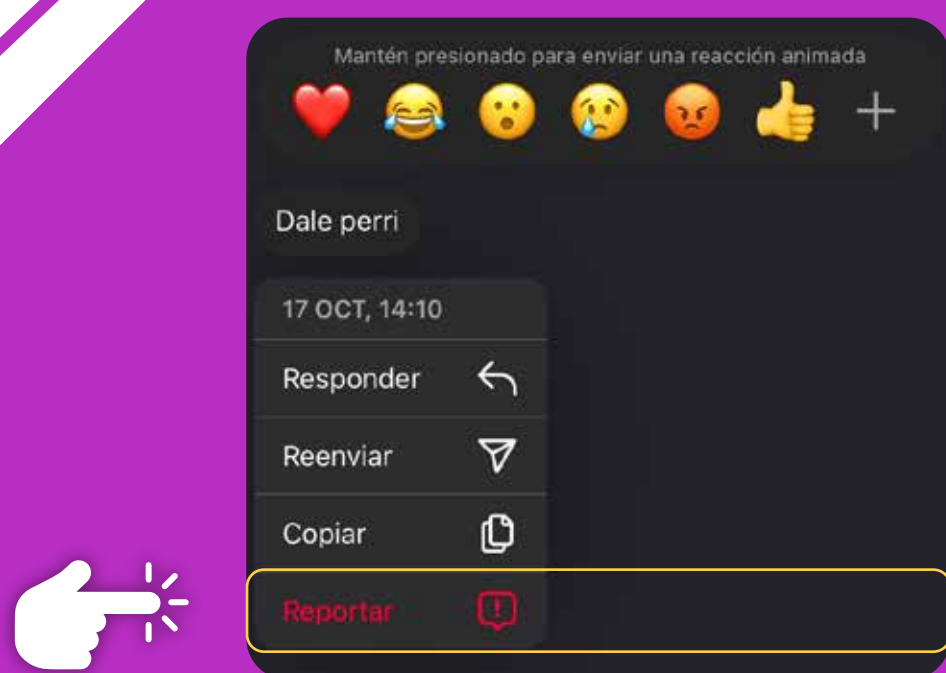 Mantén presionado para enviar una reacción animada
Dale perri
17 OCT, 14:10
Responder
Reenviar
Copiar
Reportar